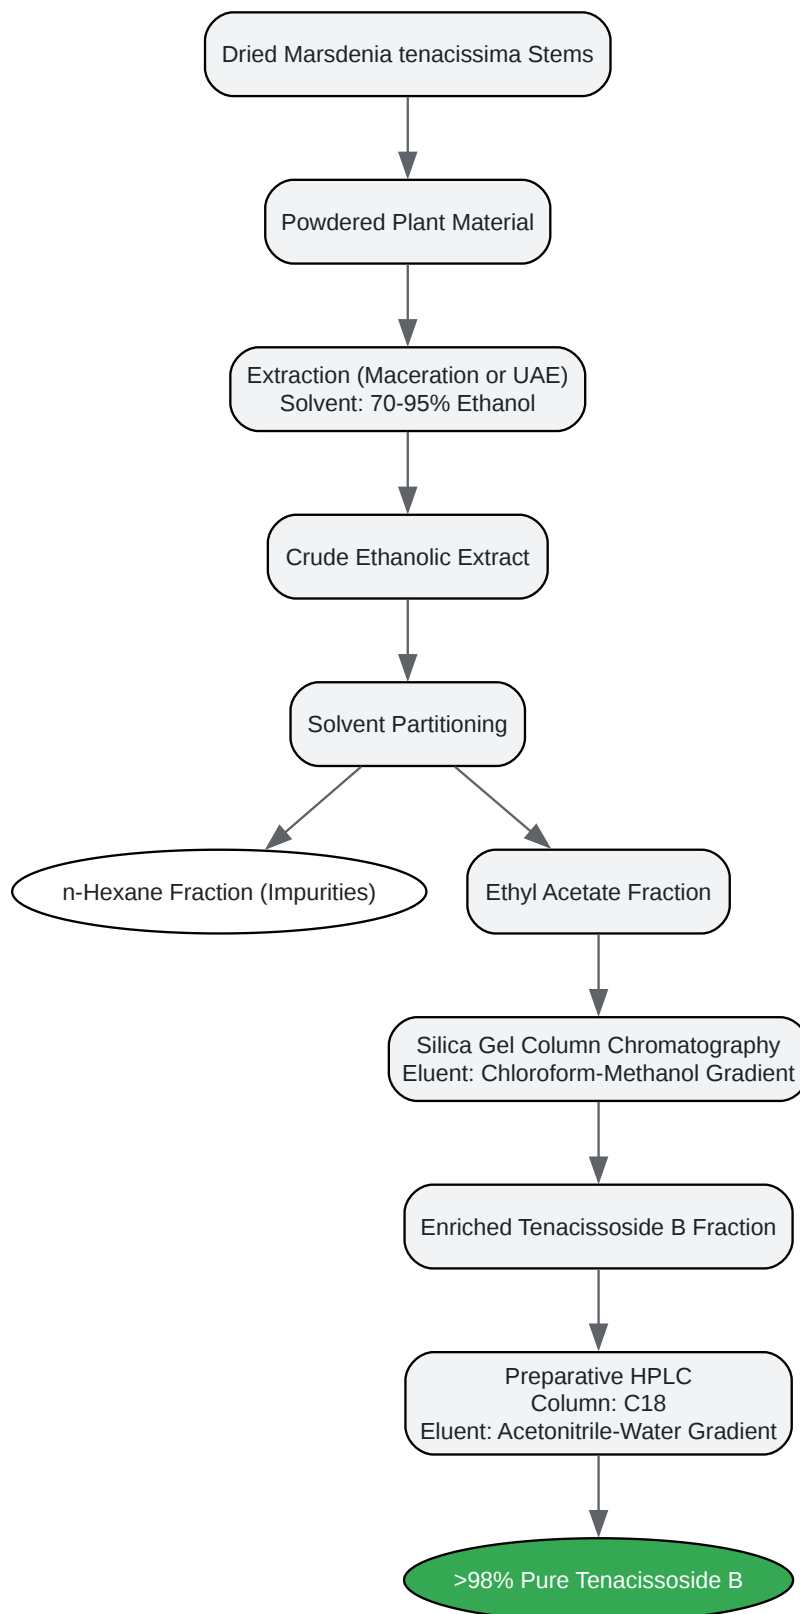 Dried Marsdenia tenacissima Stems
Powdered Plant Material
Extraction (Maceration or UAE)
Solvent: 70-95% Ethanol
Crude Ethanolic Extract
Solvent Partitioning
n-Hexane Fraction (Impurities)
Ethyl Acetate Fraction
Silica Gel Column Chromatography
Eluent: Chloroform-Methanol Gradient
Enriched Tenacissoside B Fraction
Preparative HPLC
Column: C18
Eluent: Acetonitrile-Water Gradient
>98% Pure Tenacissoside B